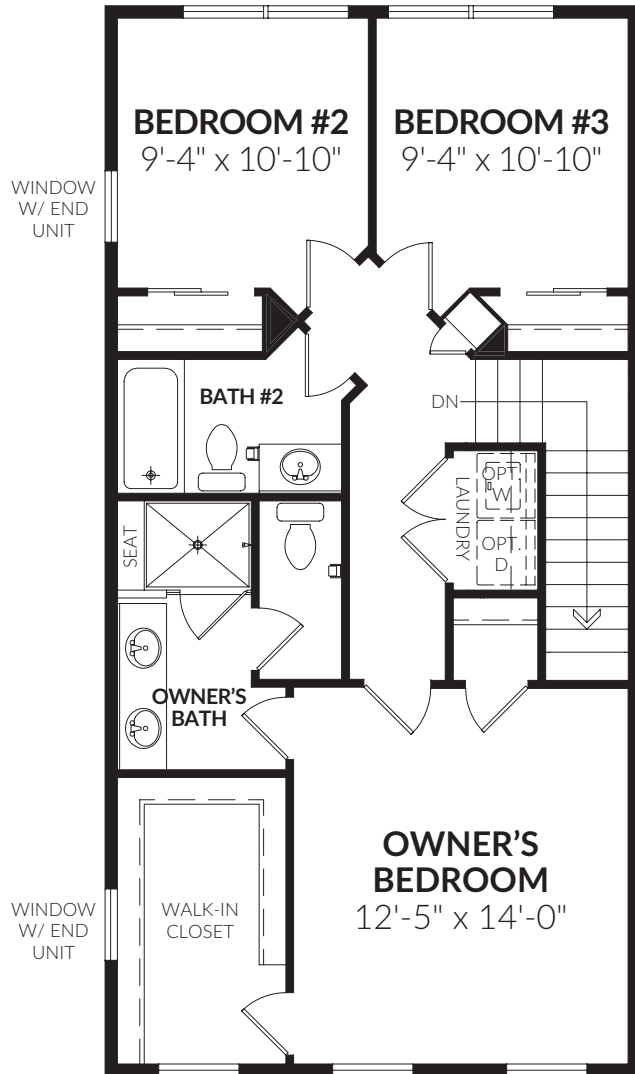 BEDROOM #2
9'-4" x 10'-10"
BEDROOM #3
9'-4" x 10'-10"
WINDOW
W/ END
UNIT
BATH #2
DN
OPT.
W
LAUNDRY
OPT.
D
SEAT
OWNER'S
BATH
OWNER'S
BEDROOM
12'-5" x 14'-0"
WALK-IN
CLOSET
WINDOW
W/ END
UNIT